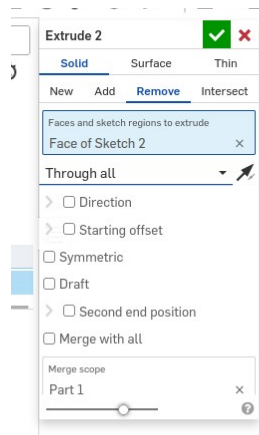 Extrude 2
Solid Surface Thin
New Add Remove Intersect
Faces and sketch regions to extrude
Face of Sketch 2
Through all
Direction
Starting offset
Symmetric
Draft
Second end position
Merge with all
Merge scope
Part 1